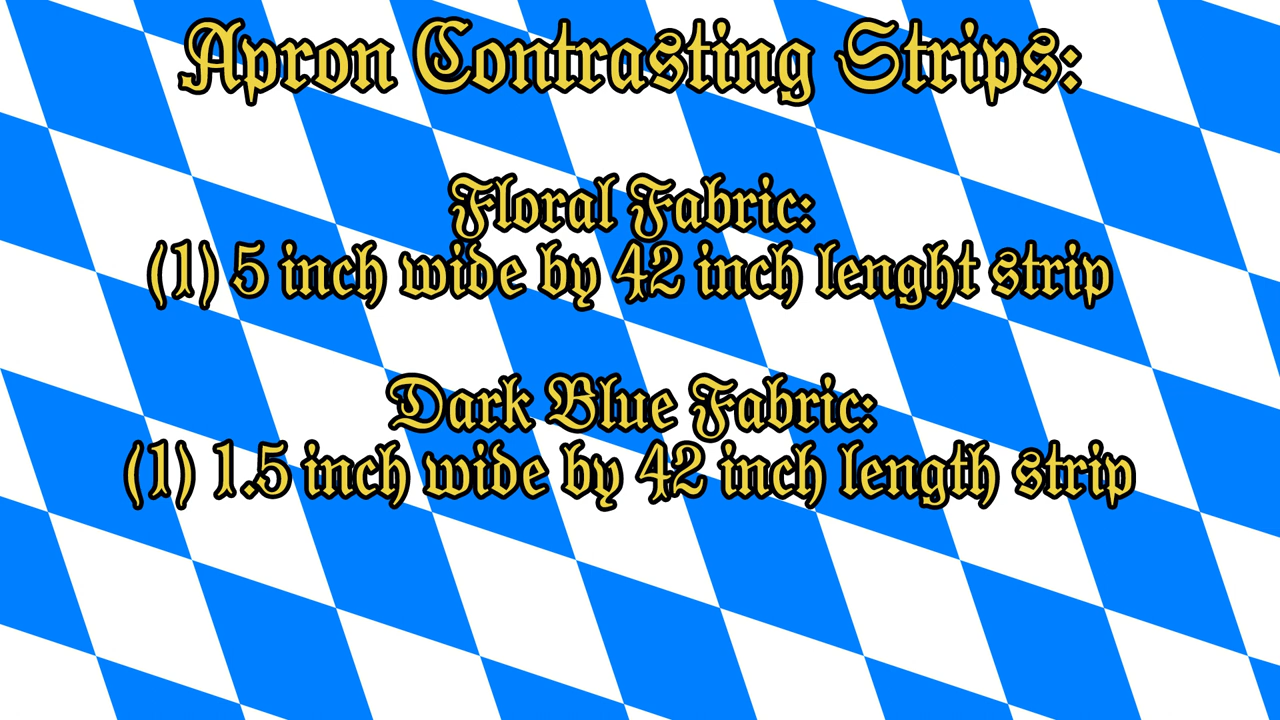 Apron Contrasting Strips:
Floral Fabric:
(1) 5 inch wide by 42 inch lenght strip
Dark Blue Fabric:
(1) 1.5 inch wide by 42 inch length strip